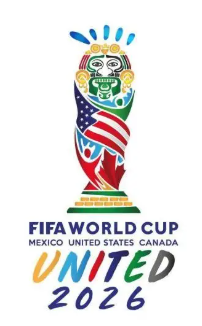 FIFA WORLD CUP
MEXICO UNITED STATES CANADA
UNITED
2026